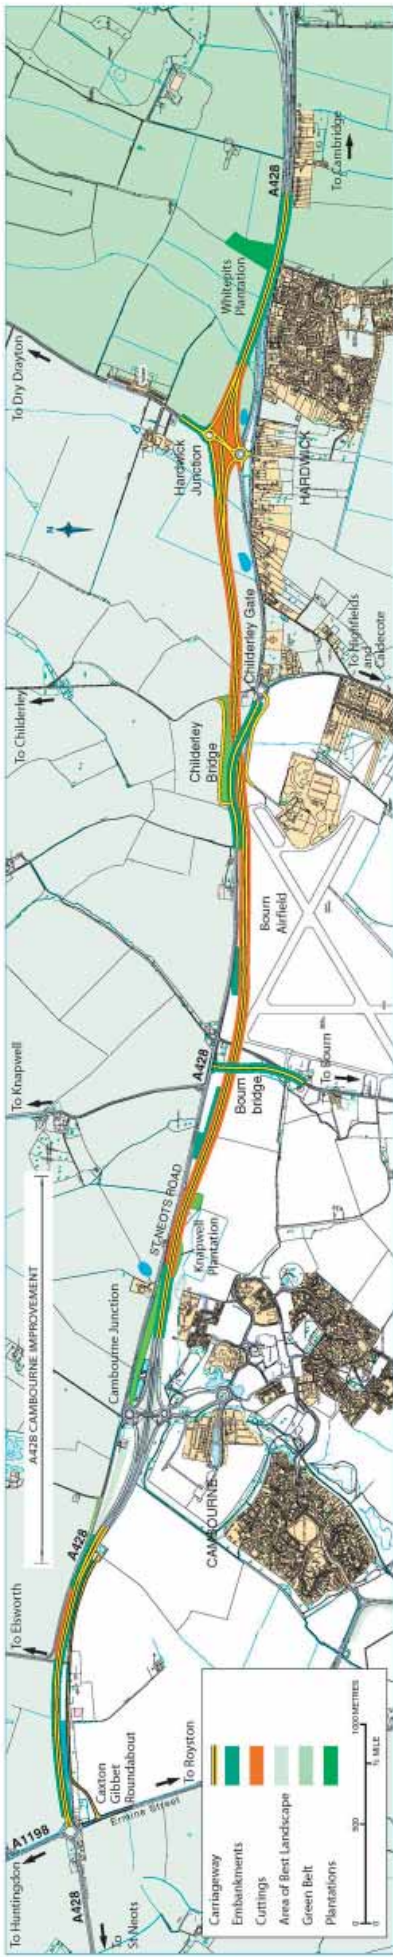 To Huntingdon
A1198
A428
To
St Neots
Caxton
Gibbet
Roundabout
Ermine Street
To Royston
To Elsworth
A428
A428 CAMBOURNE IMPROVEMENT
CAMBOURNE
Cambourne Junction
ST NEOTS ROAD
Knapwell
Plantation
To Knapwell
A428
Bourn
bridge
To Bourn
Bourn
Airfield
Childerley
Bridge
To Childerley
Childerley Gate
To Highfields
and
Caldecote
N
Hardwick
Junction
HARDWICK
To Dry Drayton
Whitepits
Plantation
A428
To Cambridge
Carriageway
Embankments
Cuttings
Area of Best Landscape
Green Belt
Plantations
0 500 1000 METRES
0 ½ MILE